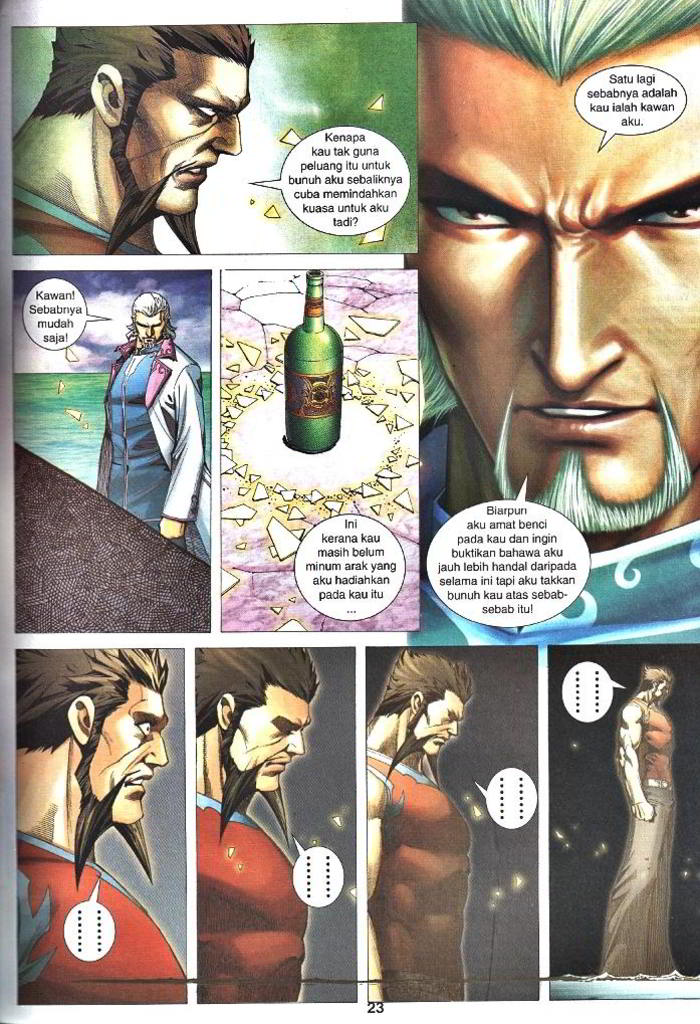 Kenapa
kau tak guna
peluang itu untuk
bunuh aku sebaliknya
cuba memindahkan
kuasa untuk aku
tadi?
Kawan!
Sebabnya
mudah
saja!
Ini
kerana kau
masih belum
minum arak yang
aku hadiahkan
pada kau itu
...
Satu lagi
sebabnya adalah
kau ialah kawan
aku.
Biarpun
aku amat benci
pada kau dan ingin
buktikan bahawa aku
jauh lebih handal daripada
selama ini tapi aku takkan
bunuh kau atas sebab-
sebab itu!
......
......
......
......
......
......
......
......
23